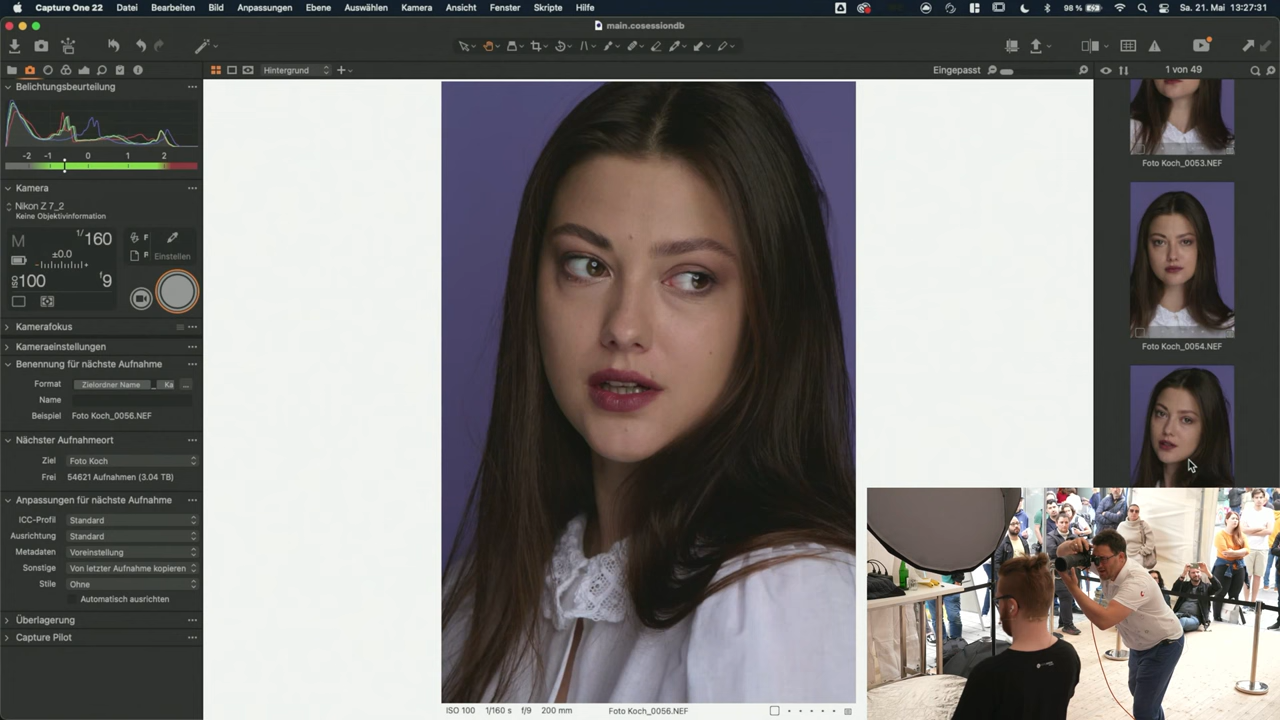 Capture One 22 Datei Bearbeiten Bild Anpassungen Ebene Auswählen Kamera Ansicht Fenster Skripte Hilfe 98 % Sa. 21. Mai 13:27:31
main.cosessiondb
Hintergrund Eingepasst 1 von 49
Belichtungsbeurteilung
-2 -1 0 1 2
Kamera
Nikon Z 7_2
Keine Objektivinformation
M 1/160 F
±0.0 F Einstellen
ISO 100 f/9
Kamerafokus
Kameraeinstellungen
Benennung für nächste Aufnahme
Format Zielordner Name _ Ka ...
Name
Beispiel Foto Koch_0056.NEF
Nächster Aufnahmeort
Ziel Foto Koch
Frei 54621 Aufnahmen (3.04 TB)
Anpassungen für nächste Aufnahme
ICC-Profil Standard
Ausrichtung Standard
Metadaten Voreinstellung
Sonstige Von letzter Aufnahme kopieren
Stile Ohne
Automatisch ausrichten
Überlagerung
Capture Pilot
ISO 100 1/160 s f/9 200 mm Foto Koch_0056.NEF
Foto Koch_0053.NEF
Foto Koch_0054.NEF